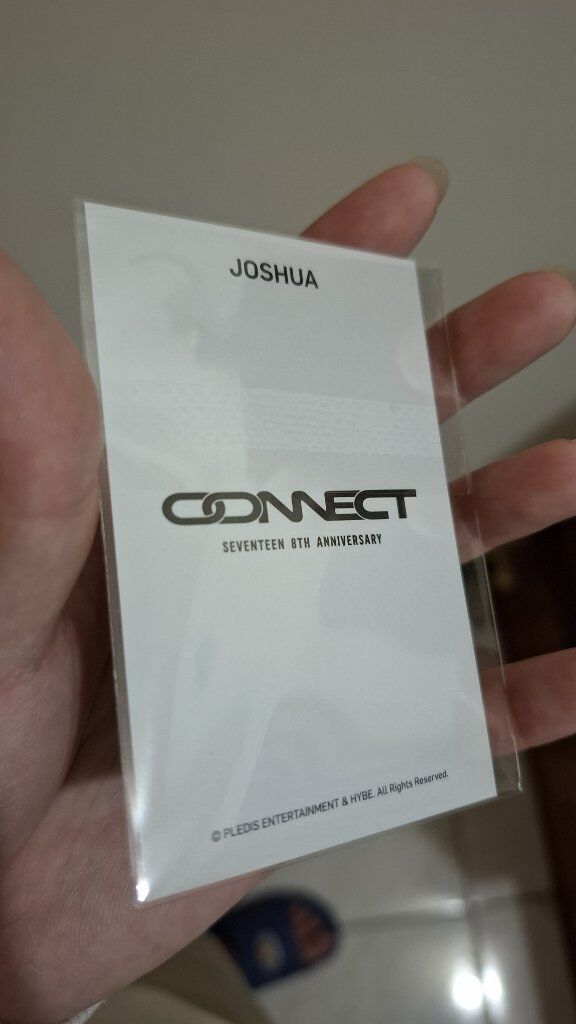 JOSHUA
CONNECT
SEVENTEEN 8TH ANNIVERSARY
© PLEDIS ENTERTAINMENT & HYBE. All Rights Reserved.